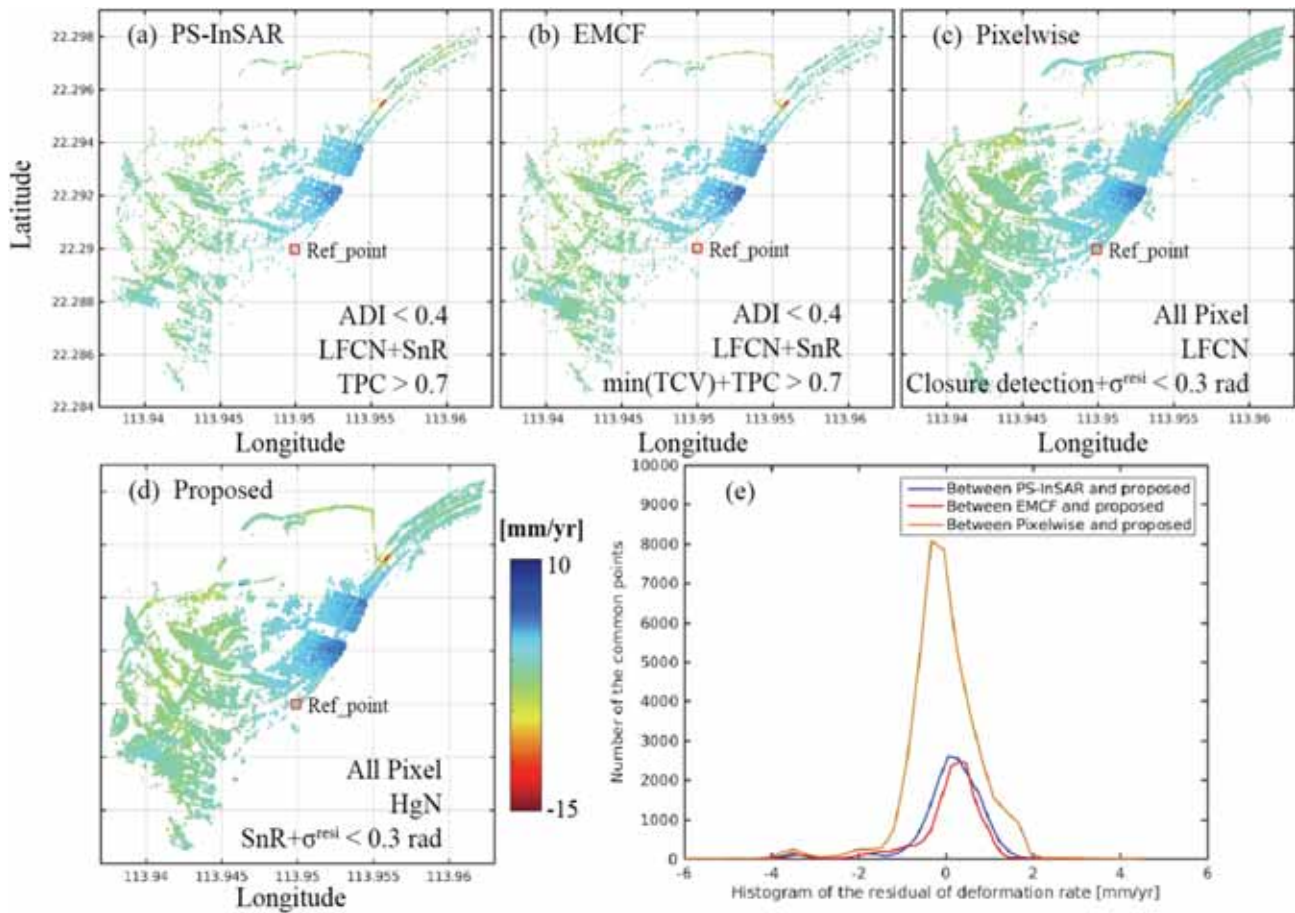 (a) PS-InSAR
(b) EMCF
(c) Pixelwise
22.298
22.296
22.294
22.292
22.29
22.288
22.286
22.284
Latitude
Ref_point
Ref_point
Ref_point
ADI < 0.4
LFCN+SnR
TPC > 0.7
ADI < 0.4
LFCN+SnR
min(TCV)+TPC > 0.7
All Pixel
LFCN
Closure detection+σ^resi < 0.3 rad
113.94 113.945 113.95 113.955 113.96
113.94 113.945 113.95 113.955 113.96
113.94 113.945 113.95 113.955 113.96
Longitude
Longitude
Longitude
(d) Proposed
[mm/yr]
10
-15
Ref_point
All Pixel
HgN
SnR+σ^resi < 0.3 rad
113.94 113.945 113.95 113.955 113.96
Longitude
(e)
Between PS-InSAR and proposed
Between EMCF and proposed
Between Pixelwise and proposed
10000
9000
8000
7000
6000
5000
4000
3000
2000
1000
0
Number of the common points
-6 -4 -2 0 2 4 6
Histogram of the residual of deformation rate [mm/yr]